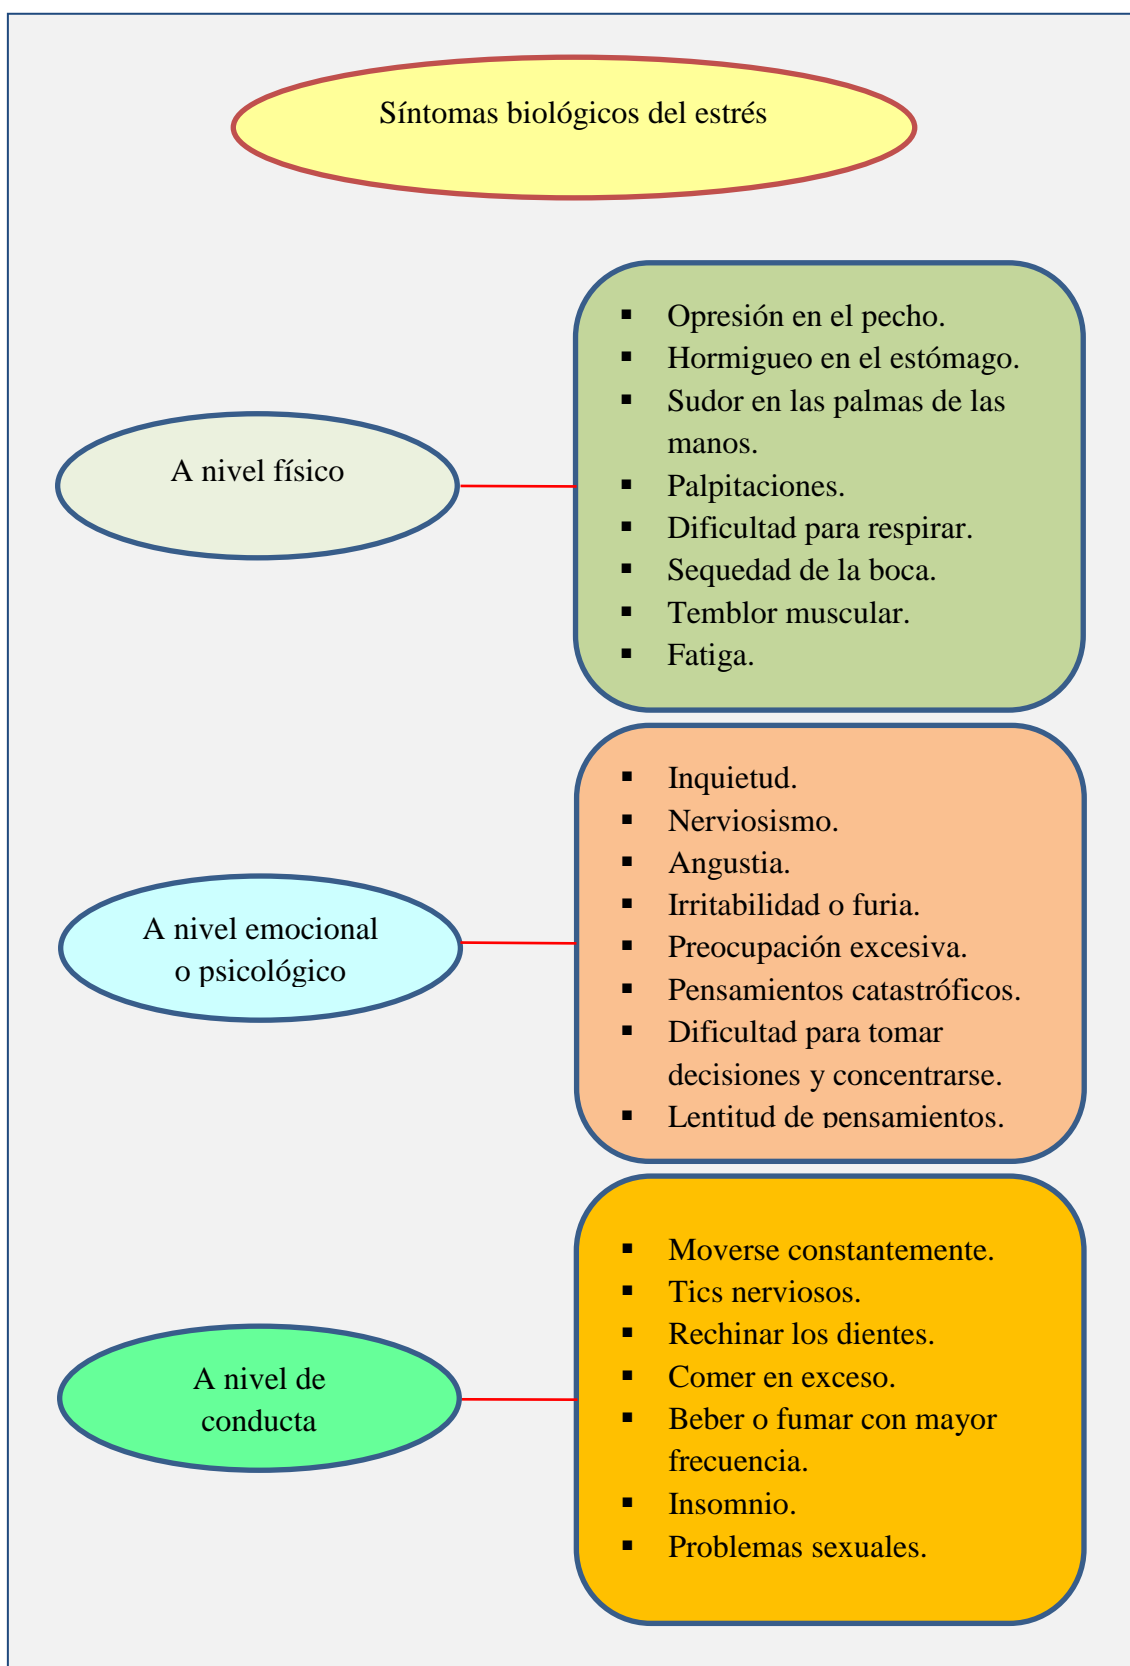 Síntomas biológicos del estrés
A nivel físico
▪ Opresión en el pecho.
▪ Hormigueo en el estómago.
▪ Sudor en las palmas de las
manos.
▪ Palpitaciones.
▪ Dificultad para respirar.
▪ Sequedad de la boca.
▪ Temblor muscular.
▪ Fatiga.
A nivel emocional
o psicológico
▪ Inquietud.
▪ Nerviosismo.
▪ Angustia.
▪ Irritabilidad o furia.
▪ Preocupación excesiva.
▪ Pensamientos catastróficos.
▪ Dificultad para tomar
decisiones y concentrarse.
▪ Lentitud de pensamientos.
A nivel de
conducta
▪ Moverse constantemente.
▪ Tics nerviosos.
▪ Rechinar los dientes.
▪ Comer en exceso.
▪ Beber o fumar con mayor
frecuencia.
▪ Insomnio.
▪ Problemas sexuales.